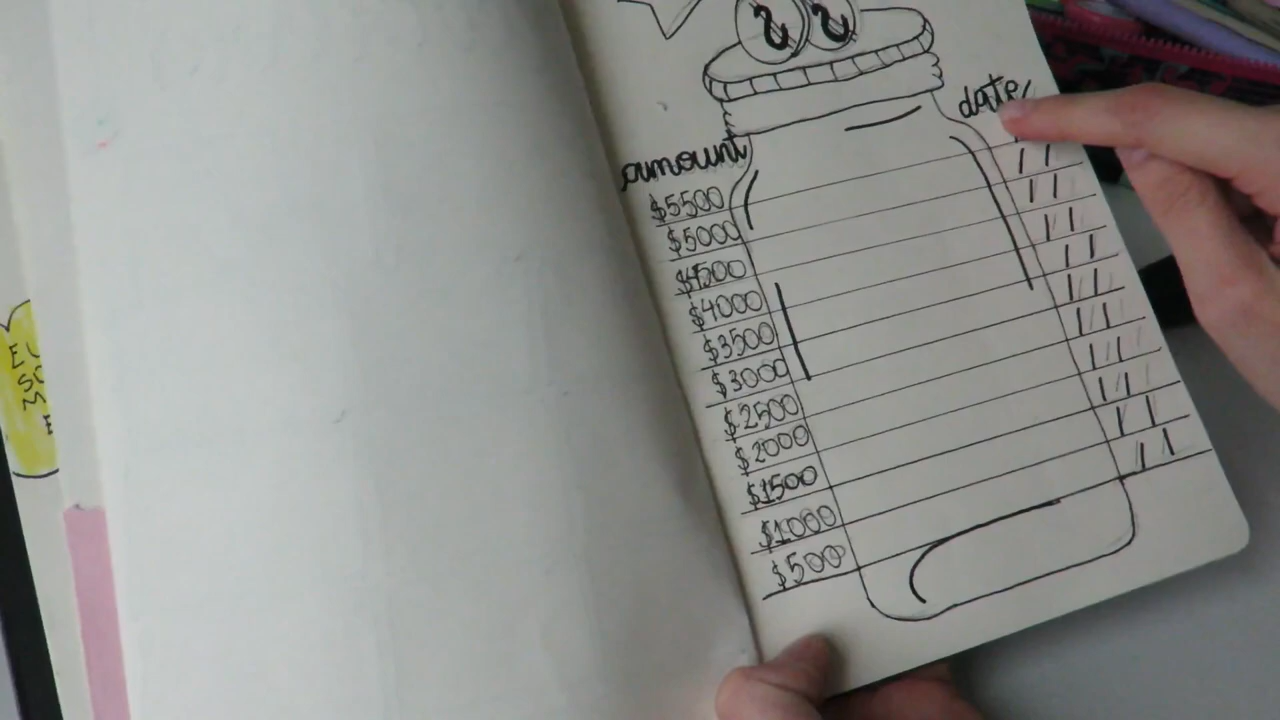 date
amount
$5500 / /
$5000 / /
$4500 / /
$4000 / /
$3500 / /
$3000 / /
$2500 / /
$2000 / /
$1500 / /
$1000 / /
$500